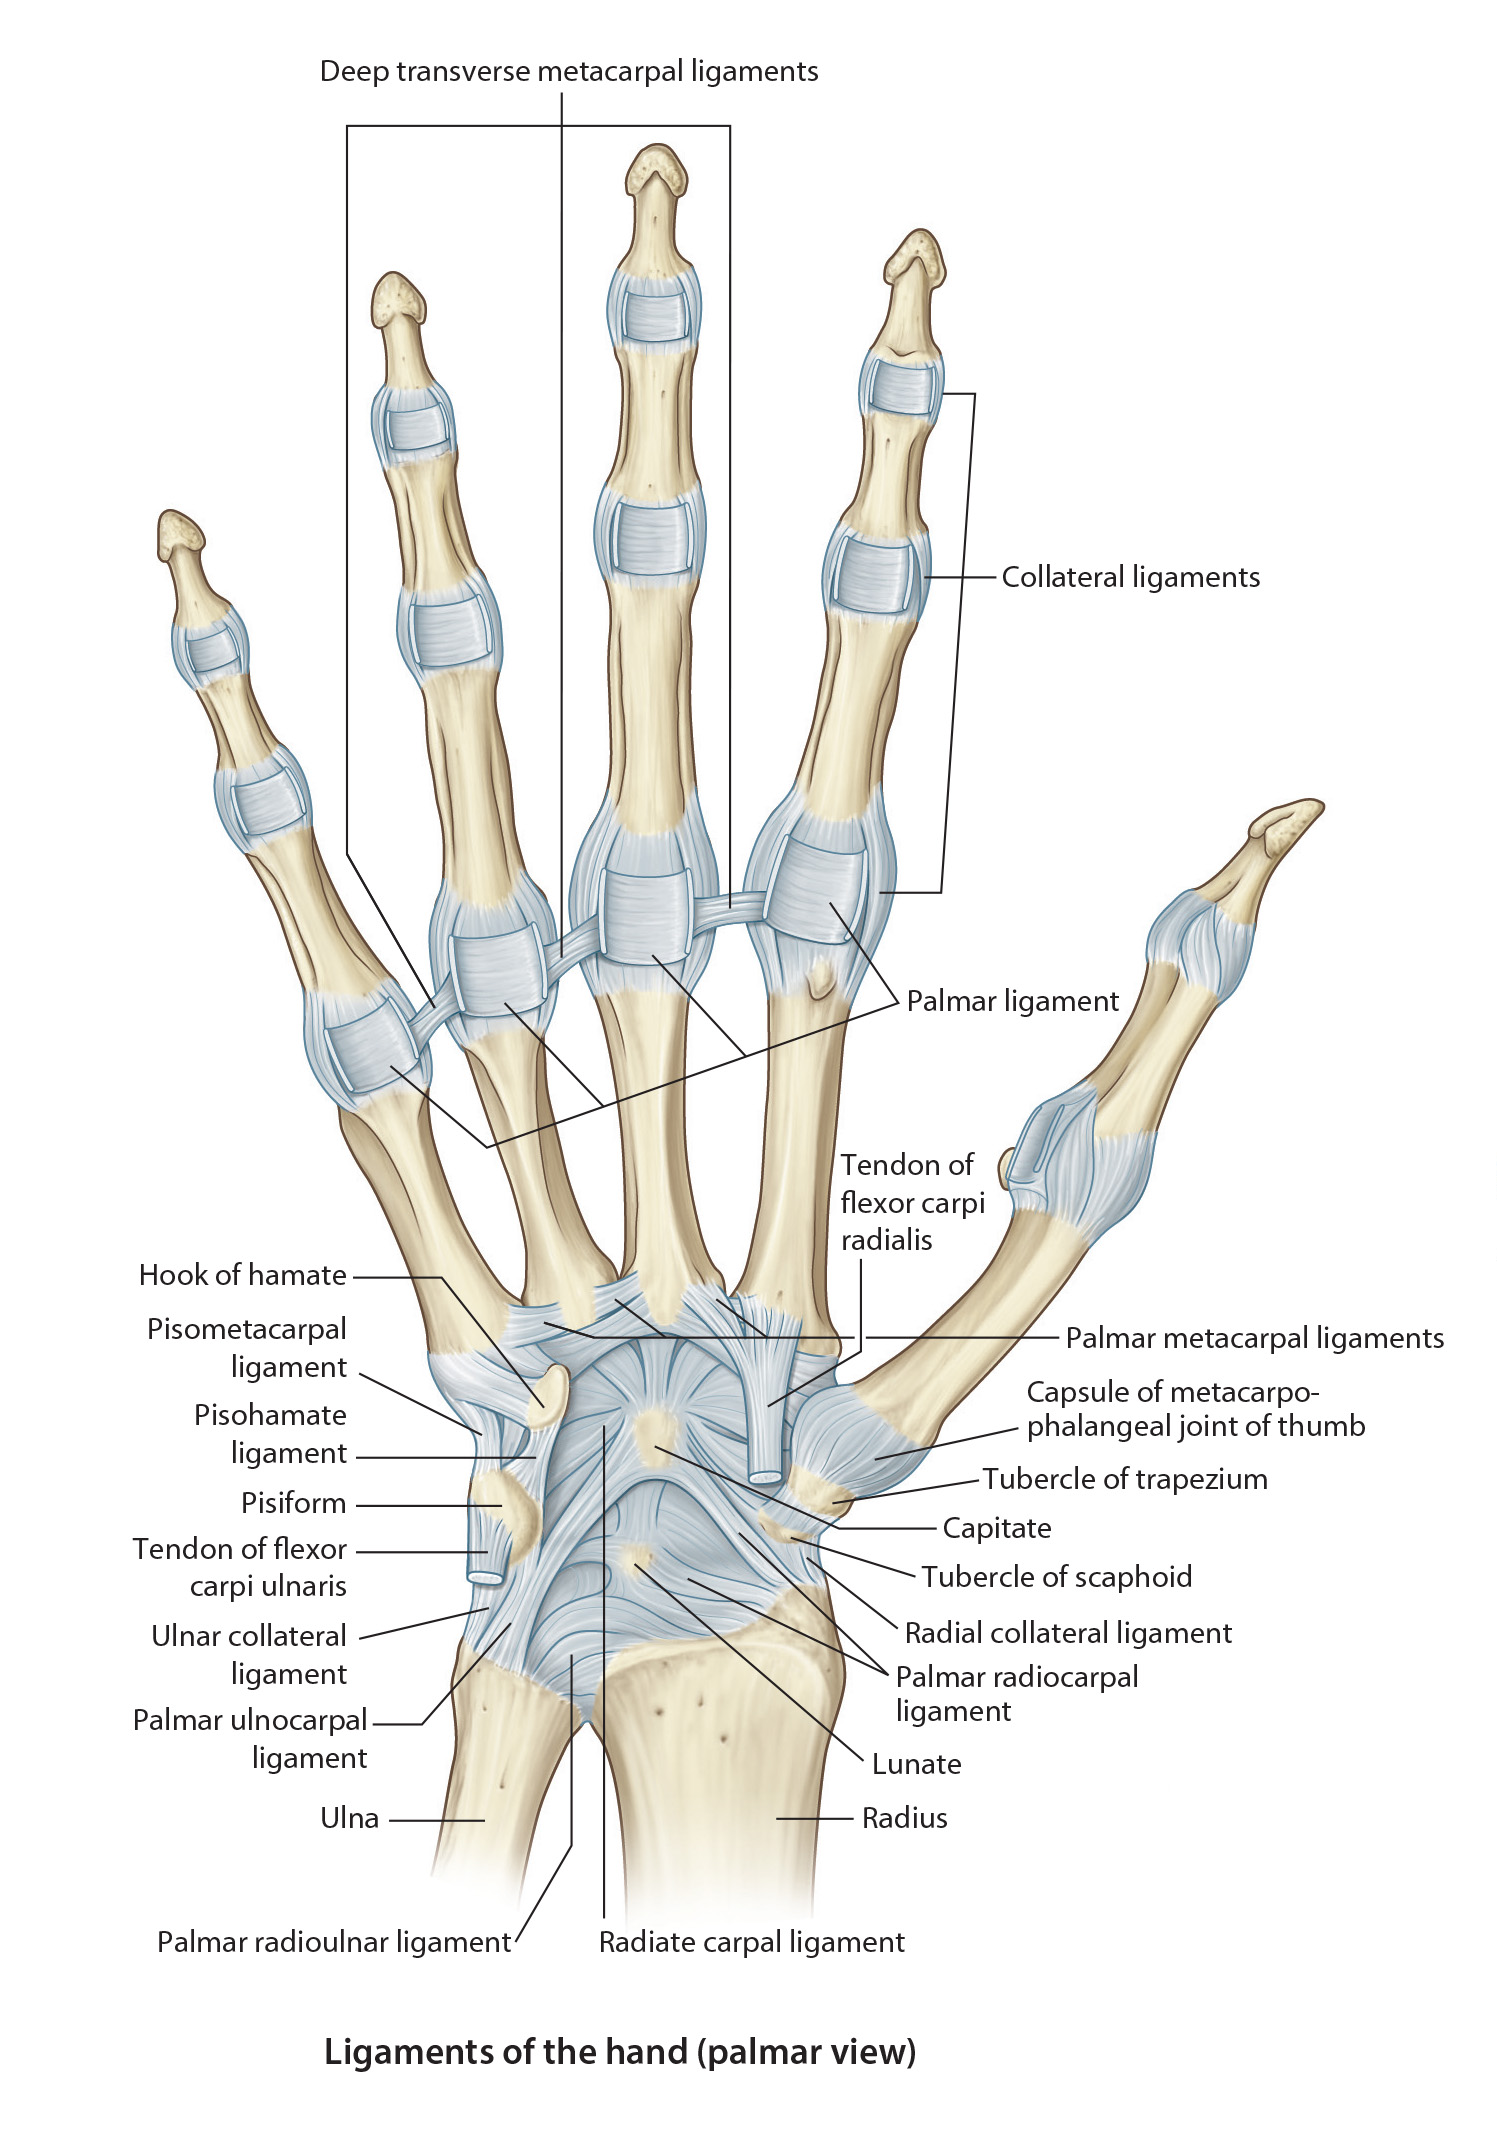 Deep transverse metacarpal ligaments
Collateral ligaments
Palmar ligament
Tendon of
flexor carpi
radialis
Hook of hamate
Pisometacarpal
ligament
Palmar metacarpal ligaments
Capsule of metacarpo-
phalangeal joint of thumb
Pisohamate
ligament
Tubercle of trapezium
Pisiform
Capitate
Tendon of flexor
carpi ulnaris
Tubercle of scaphoid
Ulnar collateral
ligament
Radial collateral ligament
Palmar radiocarpal
ligament
Palmar ulnocarpal
ligament
Lunate
Ulna
Radius
Palmar radioulnar ligament
Radiate carpal ligament
Ligaments of the hand (palmar view)